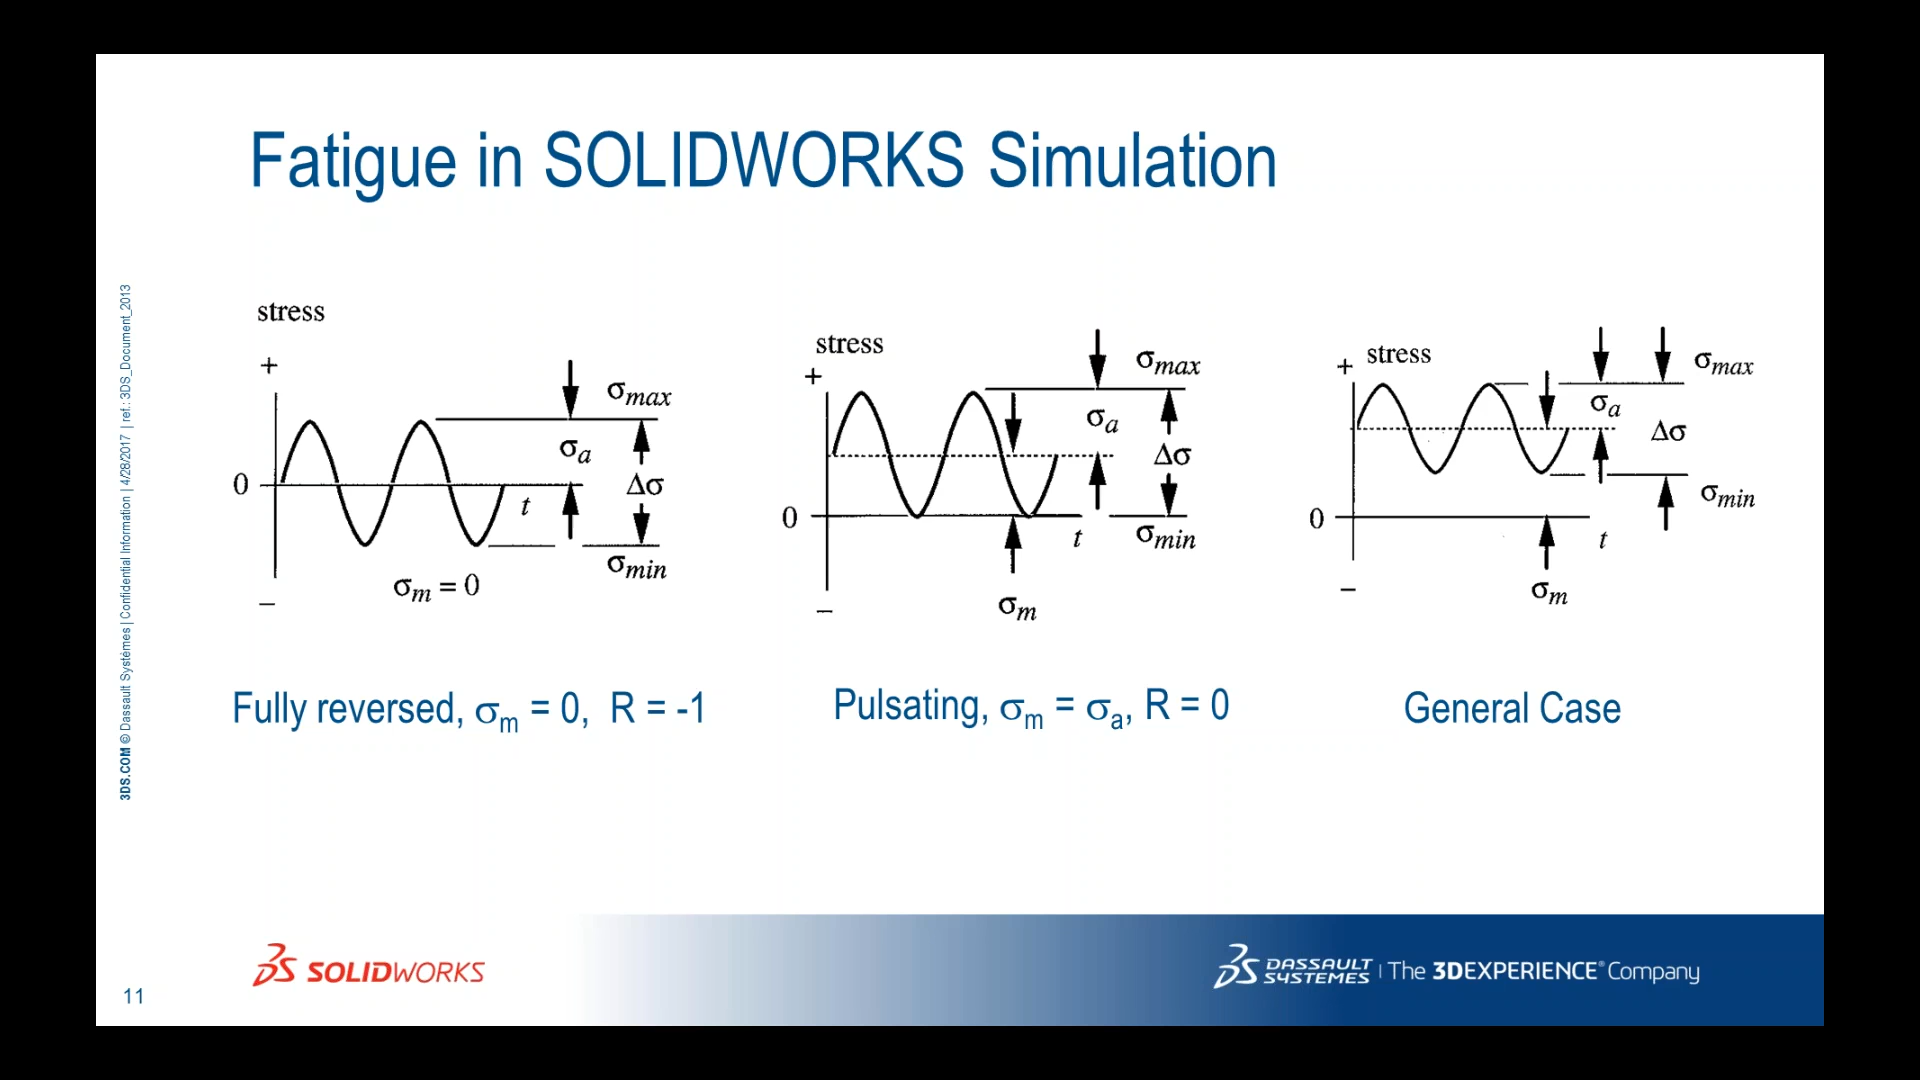 Fatigue in SOLIDWORKS Simulation
3DS.COM © Dassault Systèmes | Confidential Information | 4/28/2017 | ref.: 3DS_Document_2013
stress
+
0
−
t
σmax
σa
Δσ
σmin
σm = 0
stress
+
0
−
t
σmax
σa
Δσ
σmin
σm
stress
+
0
−
t
σmax
σa
Δσ
σmin
σm
Fully reversed, σm = 0, R = -1
Pulsating, σm = σa, R = 0
General Case
SOLIDWORKS
DASSAULT SYSTEMES | The 3DEXPERIENCE® Company
11